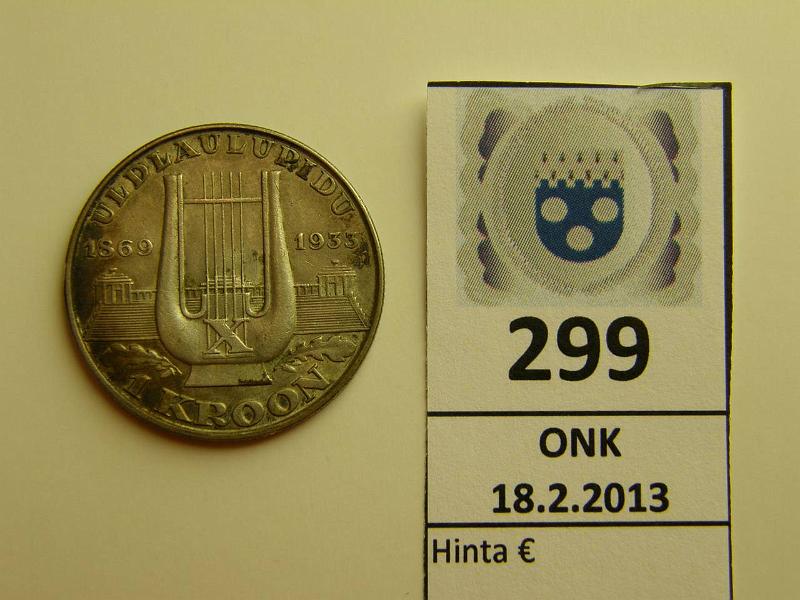 ÜLDLAULUPIDU
1869 1933
X
1 KROON
299
ONK
18.2.2013
Hinta €